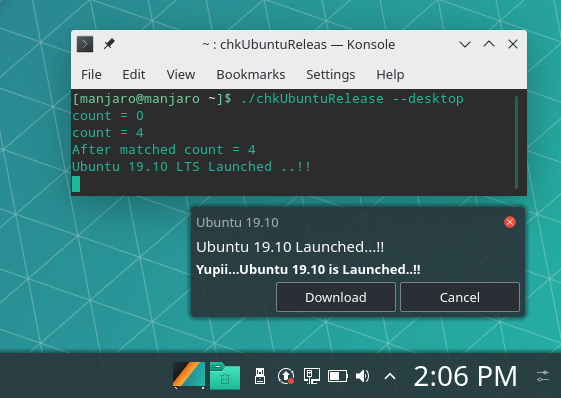 ~ : chkUbuntuReleas — Konsole
File Edit View Bookmarks Settings Help
[manjaro@manjaro ~]$ ./chkUbuntuRelease --desktop
count = 0
count = 4
After matched count = 4
Ubuntu 19.10 LTS Launched ..!!
Ubuntu 19.10
Ubuntu 19.10 Launched...!!
Yupii...Ubuntu 19.10 is Launched..!!
Download Cancel
2:06 PM